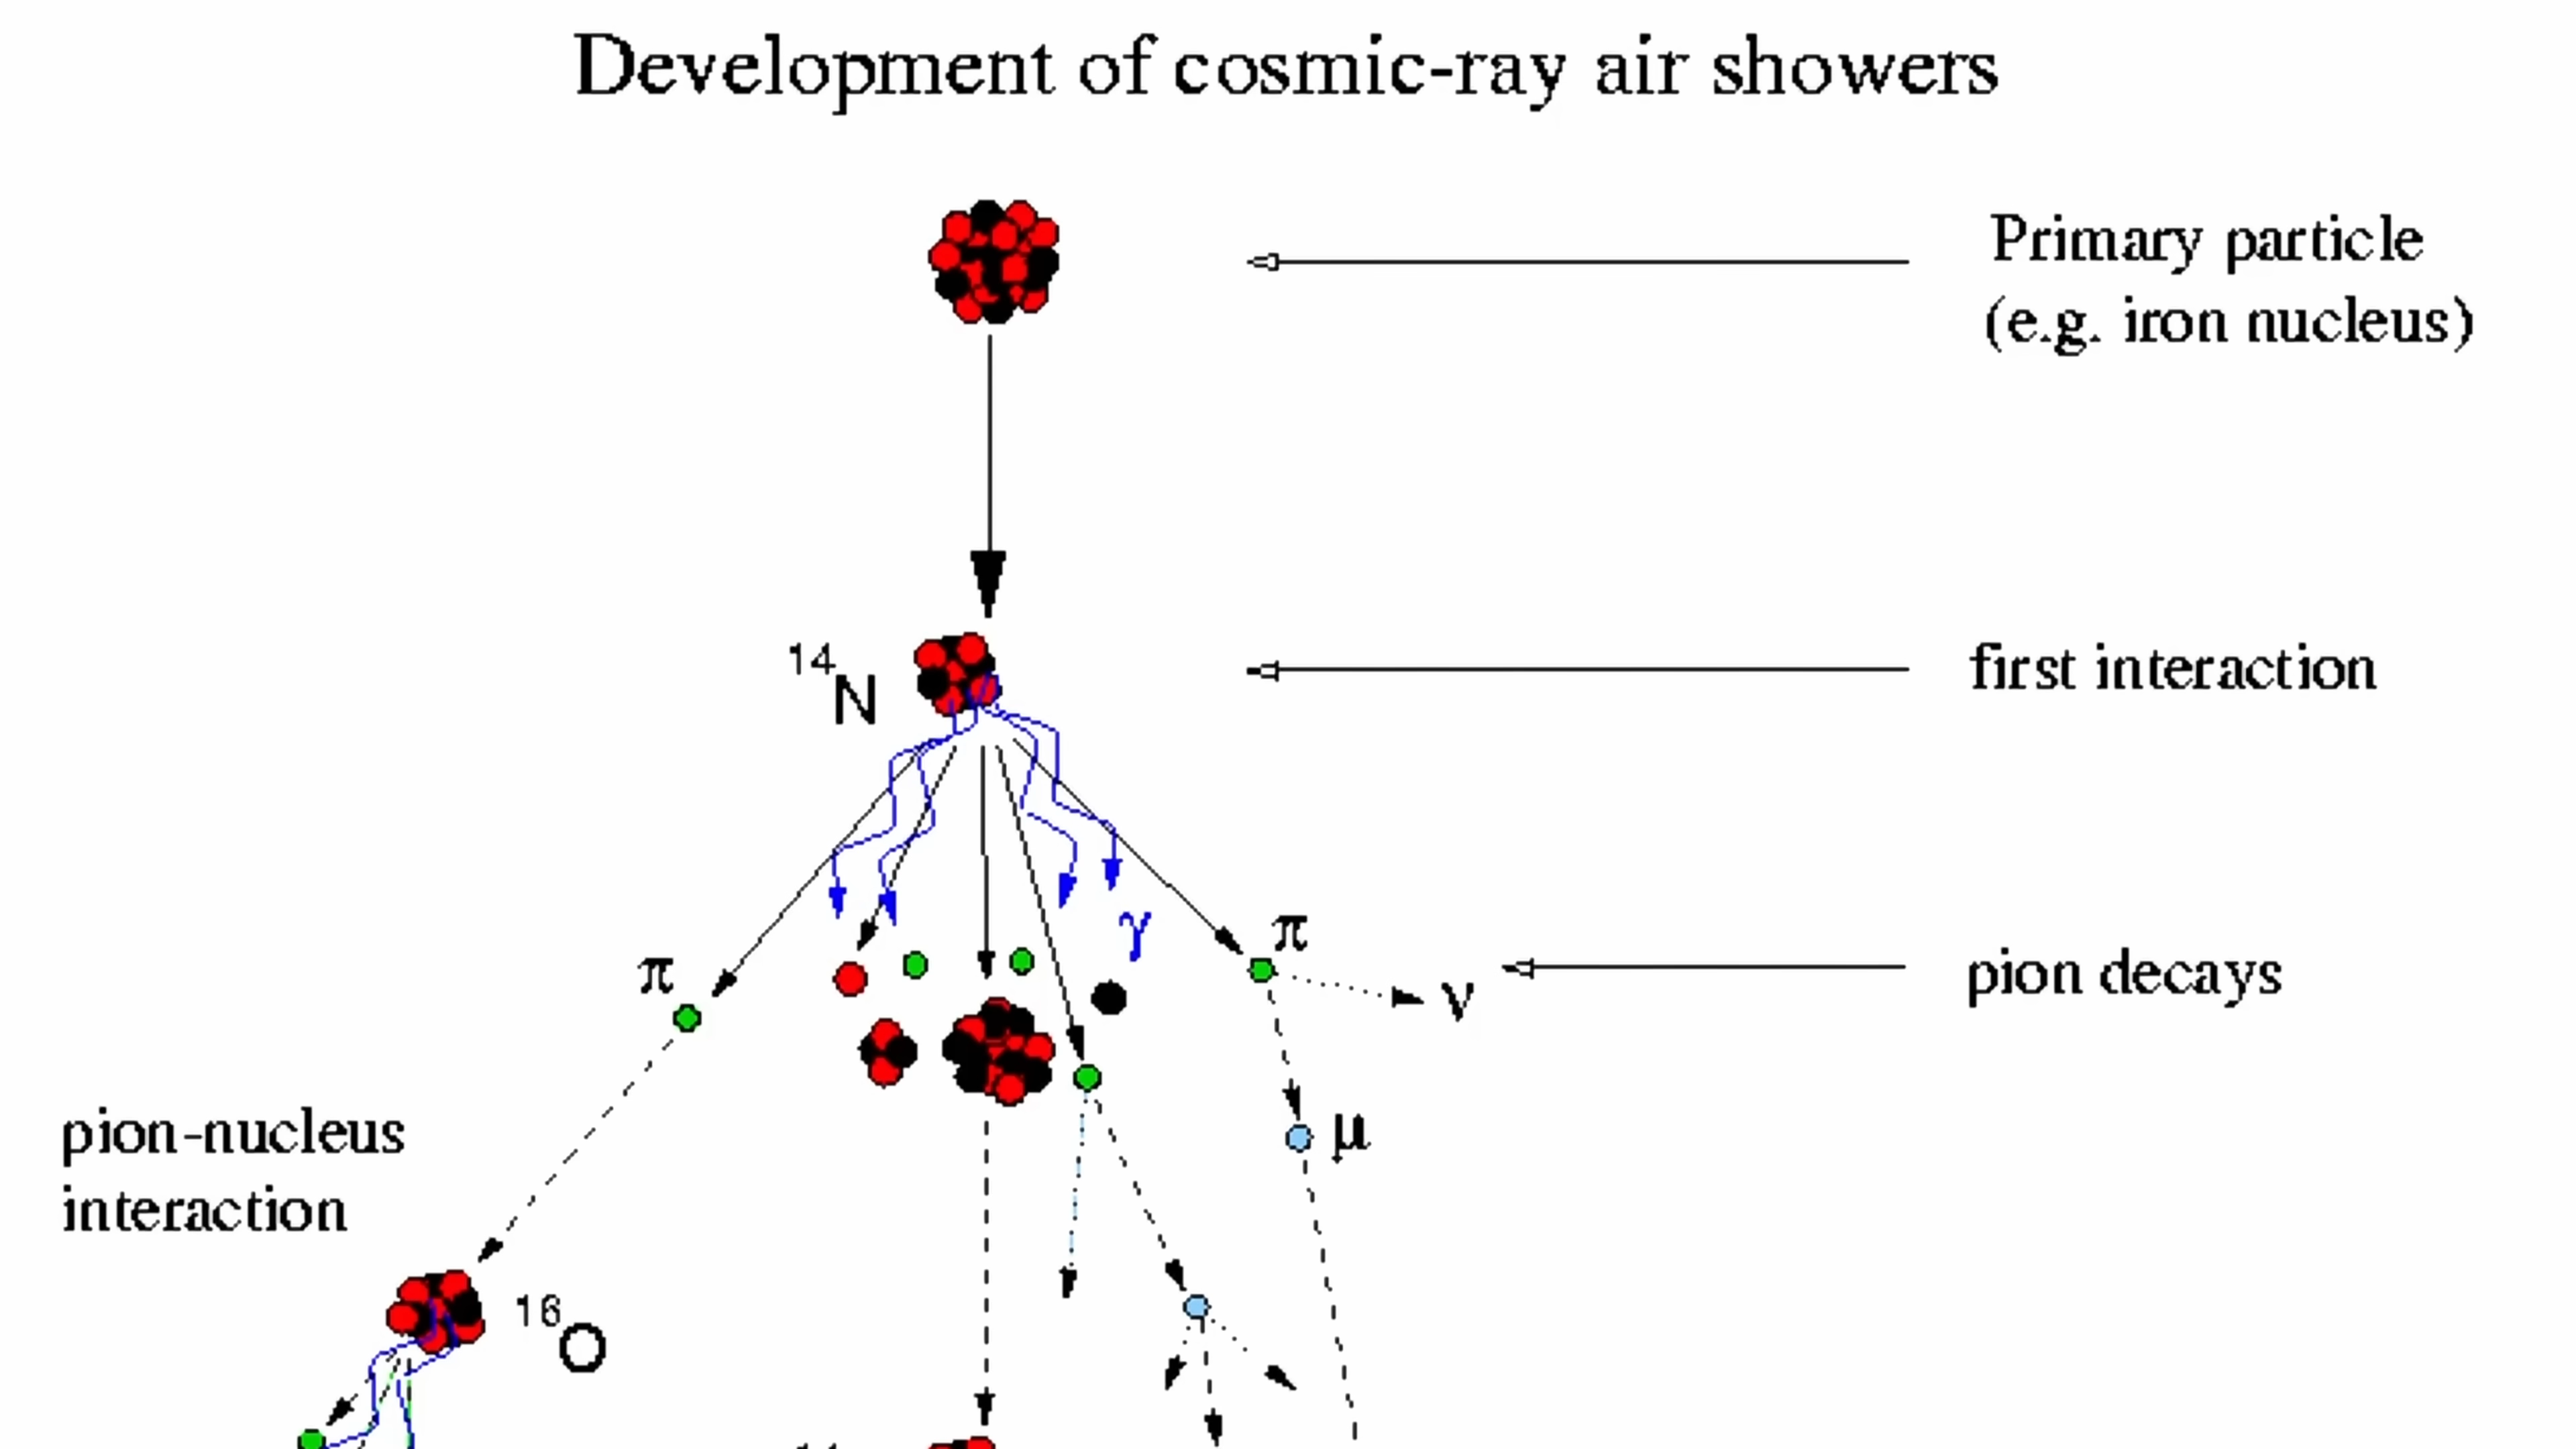 Development of cosmic-ray air showers
Primary particle
(e.g. iron nucleus)
14N
first interaction
γ
π
π
ν
pion decays
μ
pion-nucleus
interaction
16O